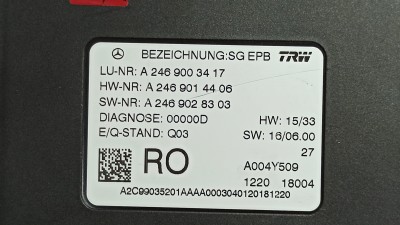 BEZEICHNUNG:SG EPB TRW
LU-NR: A 246 900 34 17
HW-NR: A 246 901 44 06
SW-NR: A 246 902 83 03
DIAGNOSE: 00000D HW: 15/33
E/Q-STAND: Q03 SW: 16/06.00
27
RO A004Y509
1220 18004
A2C99035201AAAA0003040120181220